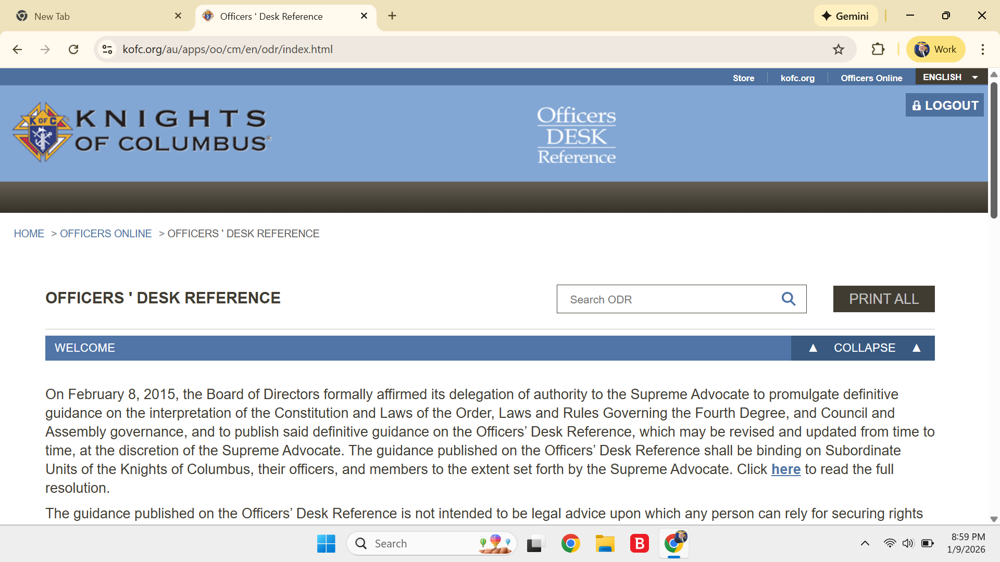 New Tab
Officers ' Desk Reference
Gemini
kofc.org/au/apps/oo/cm/en/odr/index.html
Work
Store
kofc.org
Officers Online
ENGLISH
LOGOUT
K OF C
KNIGHTS
OF COLUMBUS®
Officers
DESK
Reference
HOME > OFFICERS ONLINE > OFFICERS ' DESK REFERENCE
OFFICERS ' DESK REFERENCE
Search ODR
PRINT ALL
WELCOME
▲ COLLAPSE ▲
On February 8, 2015, the Board of Directors formally affirmed its delegation of authority to the Supreme Advocate to promulgate definitive
guidance on the interpretation of the Constitution and Laws of the Order, Laws and Rules Governing the Fourth Degree, and Council and
Assembly governance, and to publish said definitive guidance on the Officers’ Desk Reference, which may be revised and updated from time to
time, at the discretion of the Supreme Advocate. The guidance published on the Officers’ Desk Reference shall be binding on Subordinate
Units of the Knights of Columbus, their officers, and members to the extent set forth by the Supreme Advocate. Click here to read the full
resolution.
The guidance published on the Officers’ Desk Reference is not intended to be legal advice upon which any person can rely for securing rights
Search
B
8:59 PM
1/9/2026